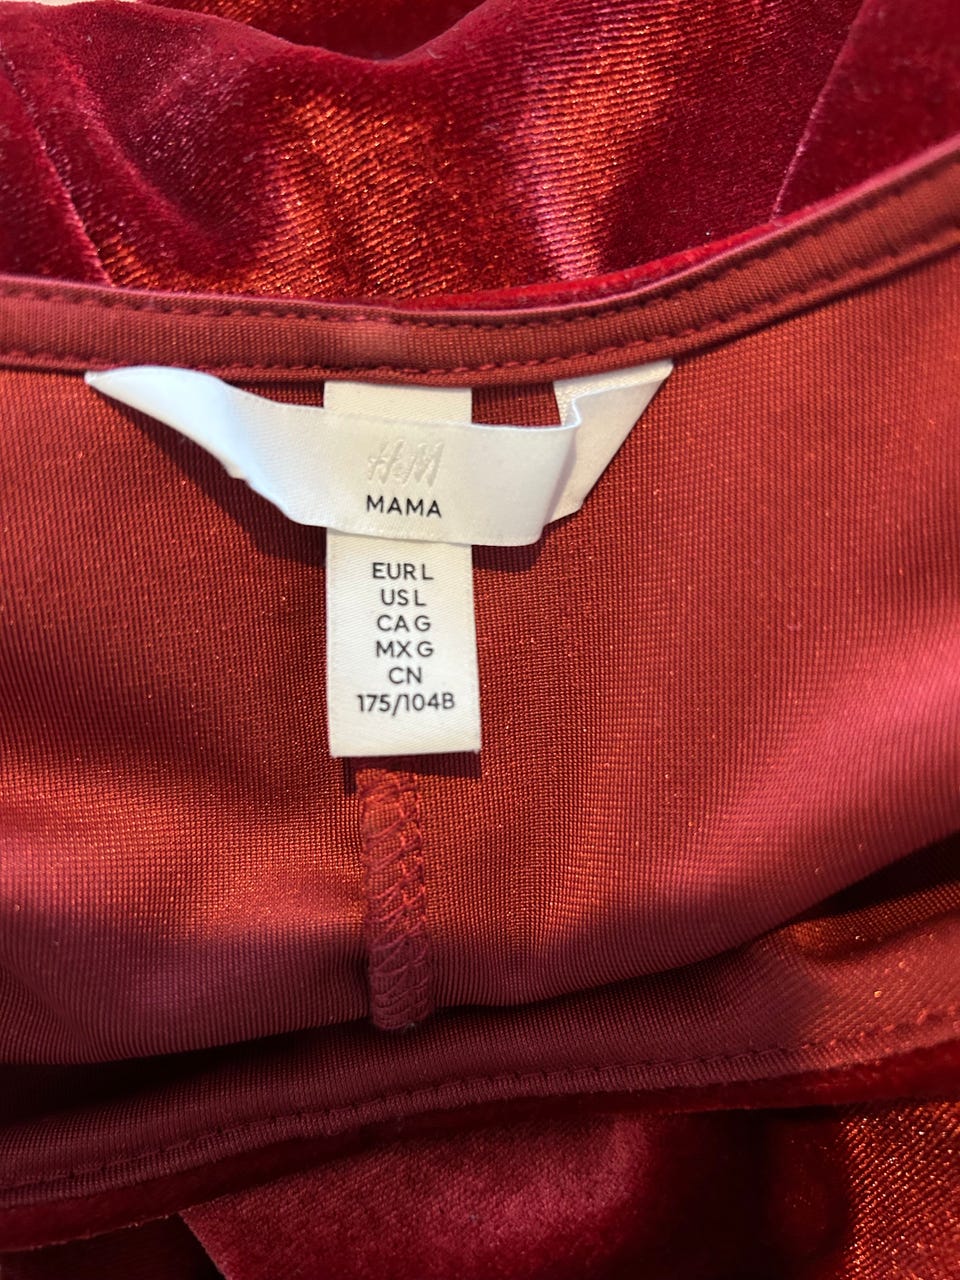 H&M
MAMA
EUR L
US L
CA G
MX G
CN
175/104B